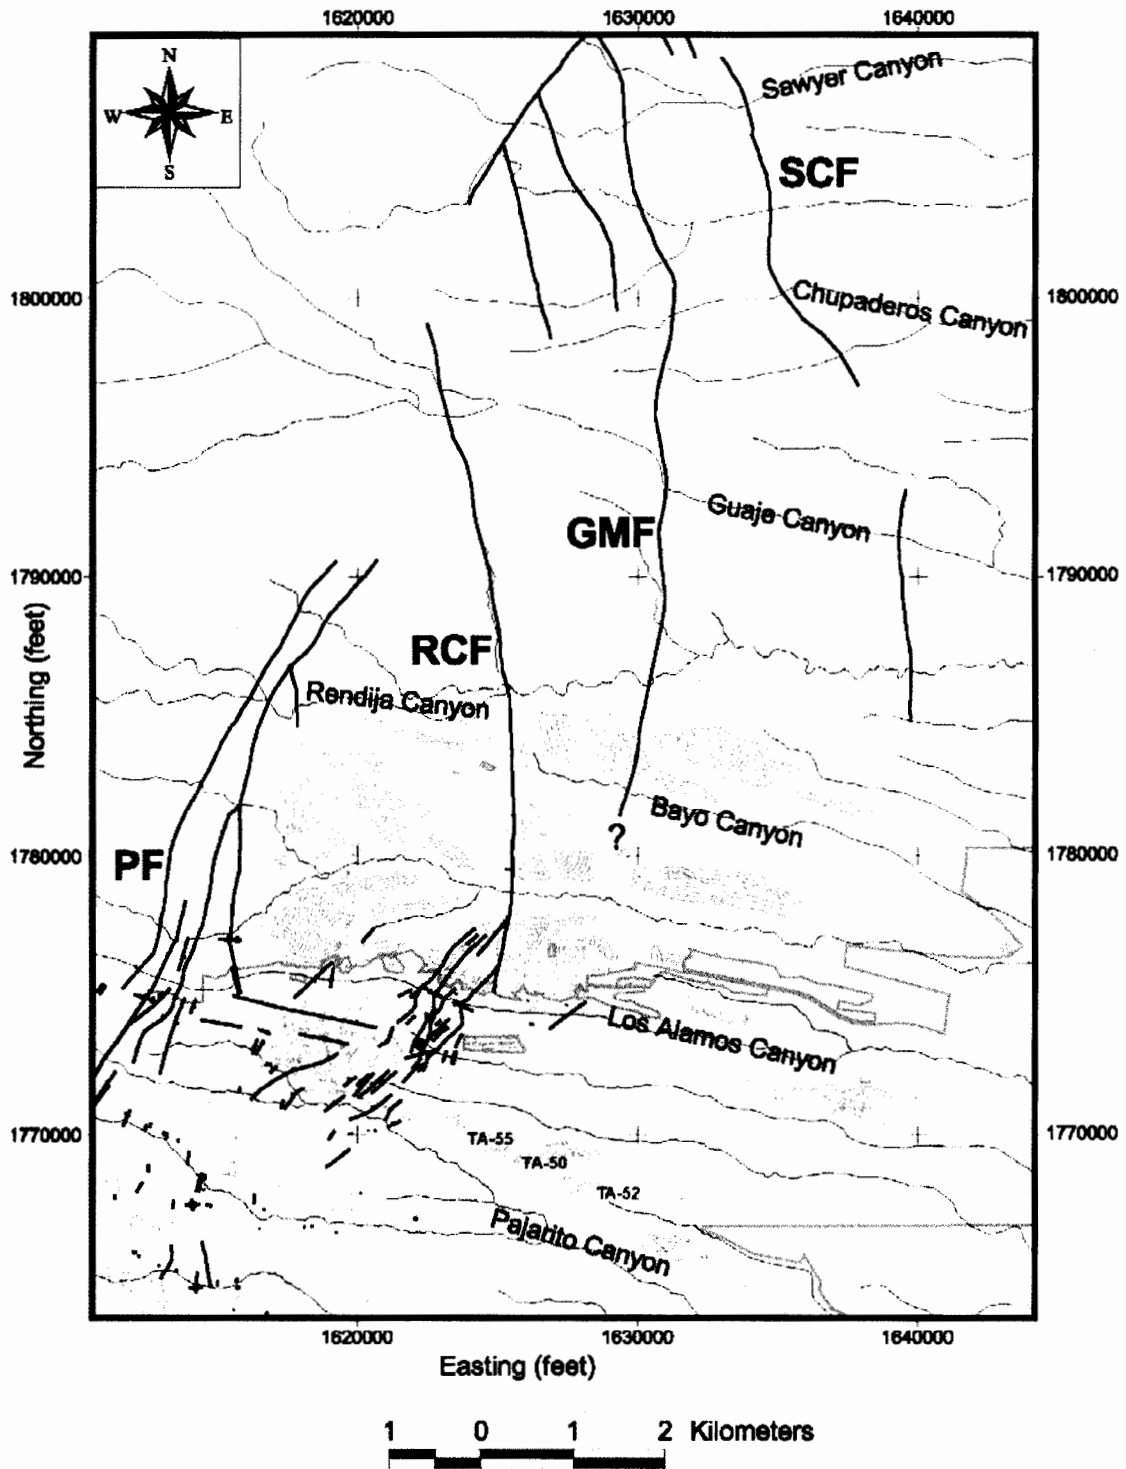 1620000 1630000 1640000
N
W E
S
Sawyer Canyon
SCF
1800000 1800000
Chupaderos Canyon
Guaje Canyon
GMF
1790000 1790000
RCF
Rendija Canyon
Northing (feet)
Bayo Canyon
?
1780000 1780000
PF
Los Alamos Canyon
1770000 1770000
TA-55
TA-50
TA-52
Pajarito Canyon
1620000 1630000 1640000
Easting (feet)
1 0 1 2 Kilometers